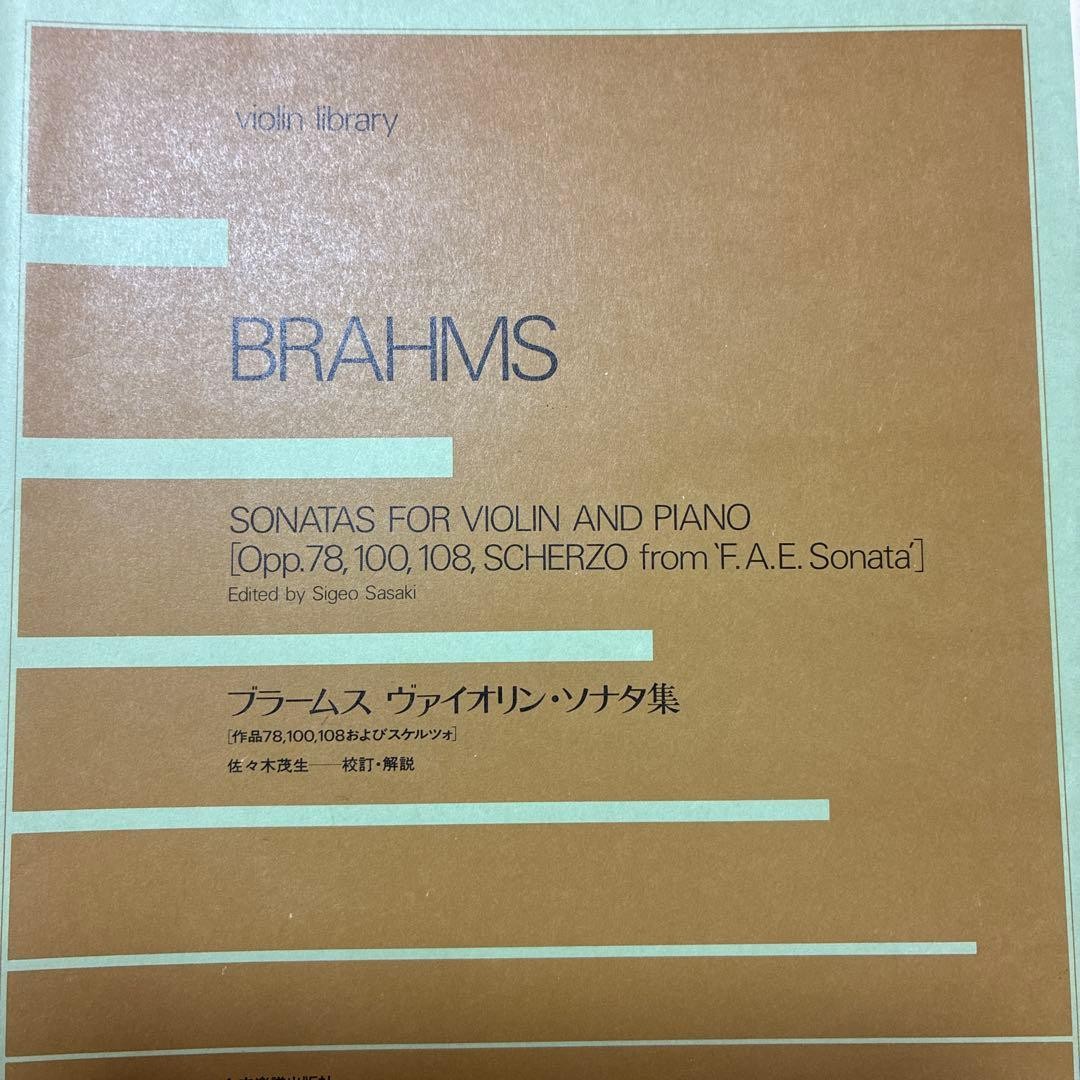 violin library
BRAHMS
SONATAS FOR VIOLIN AND PIANO
[Opp.78, 100, 108, SCHERZO from ‘F. A. E. Sonata’]
Edited by Sigeo Sasaki
ブラームス ヴァイオリン・ソナタ集
[作品78,100,108およびスケルツォ]
佐々木茂生——校訂・解説